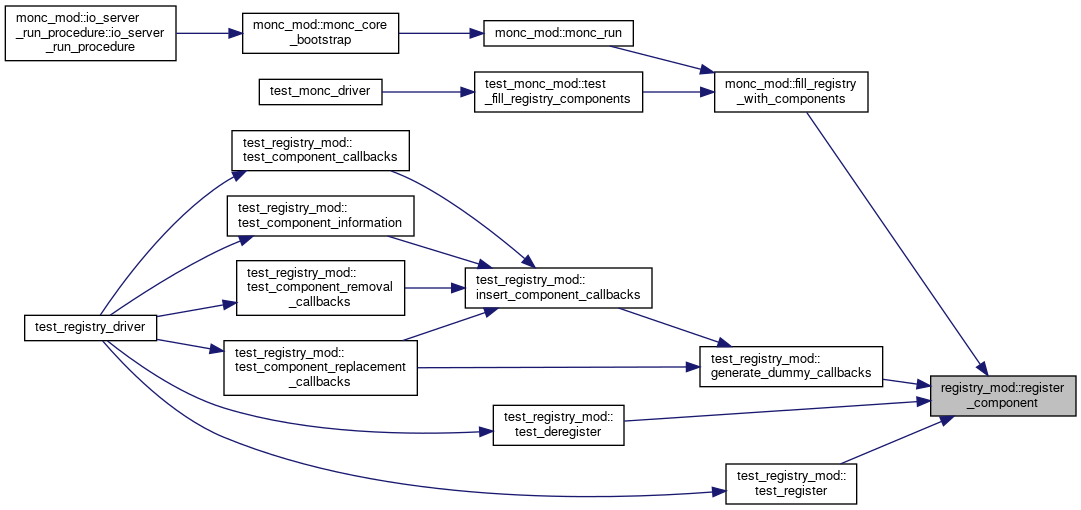 monc_mod::io_server
_run_procedure::io_server
_run_procedure
monc_mod::monc_core
_bootstrap
monc_mod::monc_run
test_monc_driver
test_monc_mod::test
_fill_registry_components
monc_mod::fill_registry
_with_components
test_registry_mod::
test_component_callbacks
test_registry_mod::
test_component_information
test_registry_mod::
test_component_removal
_callbacks
test_registry_mod::
insert_component_callbacks
test_registry_driver
test_registry_mod::
test_component_replacement
_callbacks
test_registry_mod::
generate_dummy_callbacks
registry_mod::register
_component
test_registry_mod::
test_deregister
test_registry_mod::
test_register